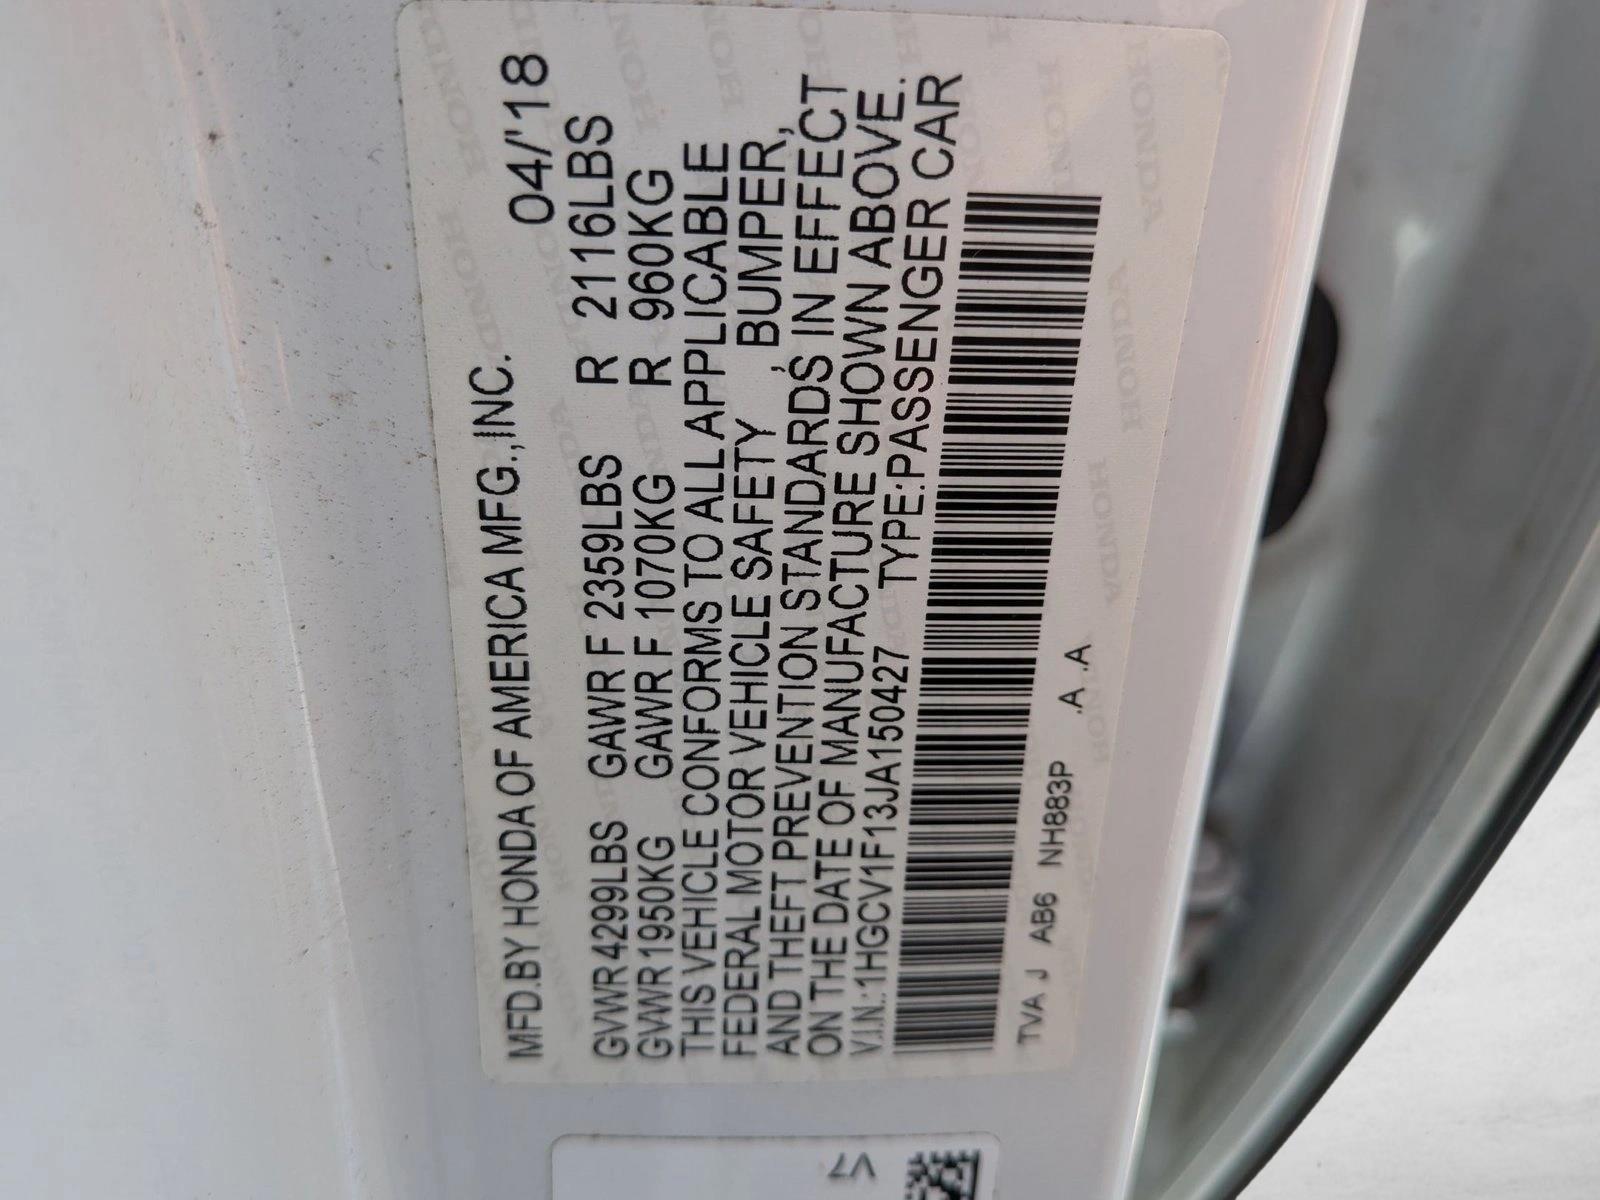 MFD.BY HONDA OF AMERICA MFG.,INC. 04/'18
GVWR 4299LBS GAWR F 2359LBS R 2116LBS
GVWR 1950KG GAWR F 1070KG R 960KG
THIS VEHICLE CONFORMS TO ALL APPLICABLE
FEDERAL MOTOR VEHICLE SAFETY , BUMPER,
AND THEFT PREVENTION STANDARDS IN EFFECT
ON THE DATE OF MANUFACTURE SHOWN ABOVE.
V.I.N.:1HGCV1F13JA150427 TYPE:PASSENGER CAR
TVA J AB6 NH883P .A .A
V7